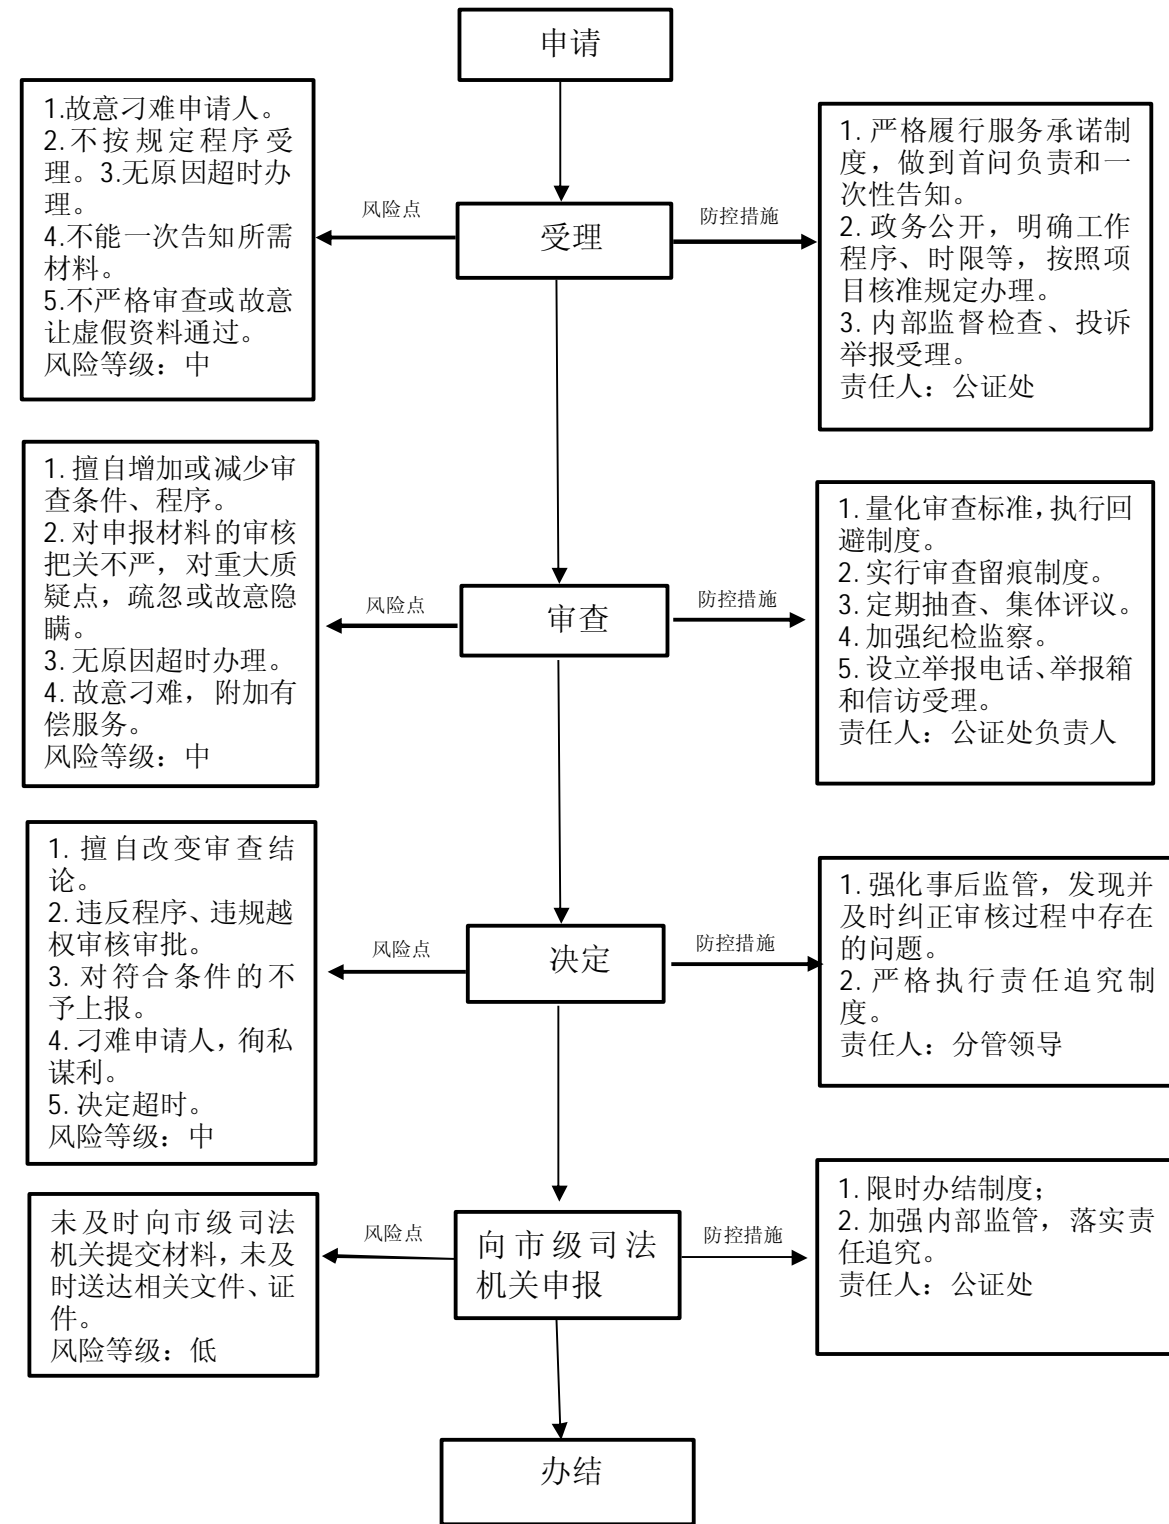 申请
1.故意刁难申请人。
2.不按规定程序受
理。3.无原因超时办
理。
4.不能一次告知所需
材料。
5.不严格审查或故意
让虚假资料通过。
风险等级：中
风险点
受理
防控措施
1. 严格履行服务承诺制
度，做到首问负责和一
次性告知。
2. 政务公开，明确工作
程序、时限等，按照项
目核准规定办理。
3. 内部监督检查、投诉
举报受理。
责任人：公证处
1. 擅自增加或减少审
查条件、程序。
2. 对申报材料的审核
把关不严，对重大质
疑点，疏忽或故意隐
瞒。
3. 无原因超时办理。
4. 故意刁难，附加有
偿服务。
风险等级：中
风险点
审查
防控措施
1. 量化审查标准，执行回
避制度。
2. 实行审查留痕制度。
3. 定期抽查、集体评议。
4. 加强纪检监察。
5. 设立举报电话、举报箱
和信访受理。
责任人：公证处负责人
1. 擅自改变审查结
论。
2. 违反程序、违规越
权审核审批。
3. 对符合条件的不
予上报。
4. 刁难申请人，徇私
谋利。
5. 决定超时。
风险等级：中
风险点
决定
防控措施
1. 强化事后监管，发现并
及时纠正审核过程中存在
的问题。
2. 严格执行责任追究制
度。
责任人：分管领导
未及时向市级司法
机关提交材料，未及
时送达相关文件、证
件。
风险等级：低
风险点
向市级司法
机关申报
防控措施
1. 限时办结制度；
2. 加强内部监管，落实责
任追究。
责任人：公证处
办结